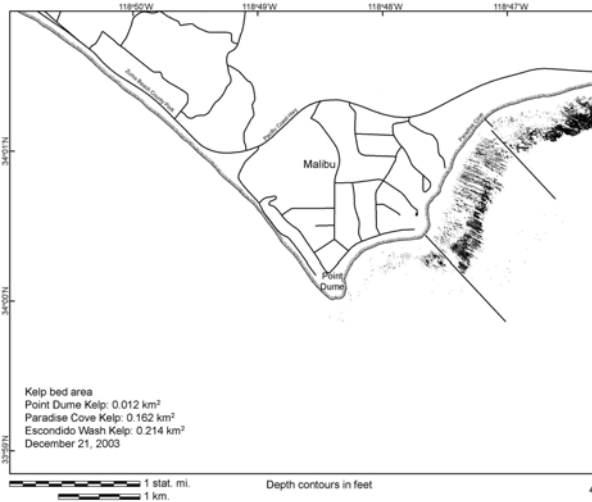 118°50'W 118°49'W 118°48'W 118°47'W
34°01'N
34°00'N
33°59'N
Zuma Beach County Park
Pacific Coast Hwy
Paradise Cove
Malibu
Point
Dume
Kelp bed area
Point Dume Kelp: 0.012 km²
Paradise Cove Kelp: 0.162 km²
Escondido Wash Kelp: 0.214 km²
December 21, 2003
1 stat. mi.
1 km.
Depth contours in feet